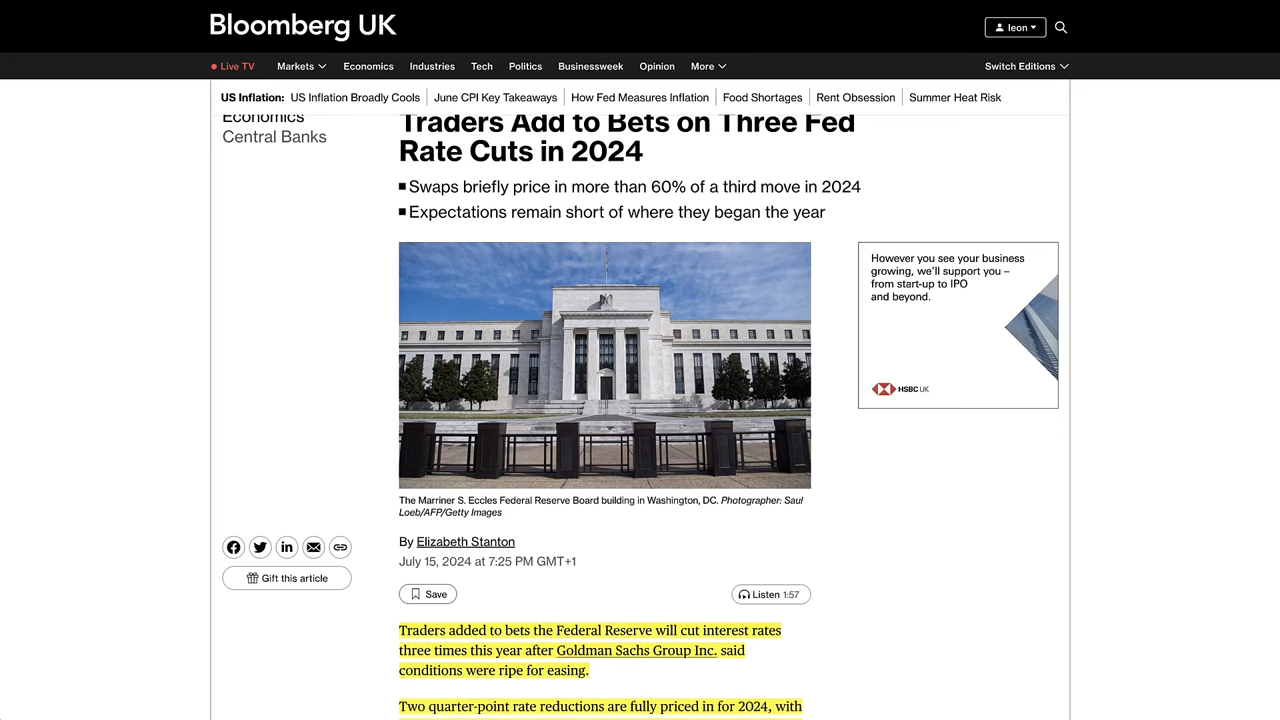 Bloomberg UK
leon
Live TV
Markets
Economics
Industries
Tech
Politics
Businessweek
Opinion
More
Switch Editions
US Inflation:
US Inflation Broadly Cools
June CPI Key Takeaways
How Fed Measures Inflation
Food Shortages
Rent Obsession
Summer Heat Risk
Economics
Central Banks
Traders Add to Bets on Three Fed
Rate Cuts in 2024
Swaps briefly price in more than 60% of a third move in 2024
Expectations remain short of where they began the year
However you see your business
growing, we'll support you –
from start-up to IPO
and beyond.
HSBC UK
The Marriner S. Eccles Federal Reserve Board building in Washington, DC. Photographer: Saul
Loeb/AFP/Getty Images
By Elizabeth Stanton
July 15, 2024 at 7:25 PM GMT+1
Gift this article
Save
Listen 1:57
Traders added to bets the Federal Reserve will cut interest rates
three times this year after Goldman Sachs Group Inc. said
conditions were ripe for easing.
Two quarter-point rate reductions are fully priced in for 2024, with